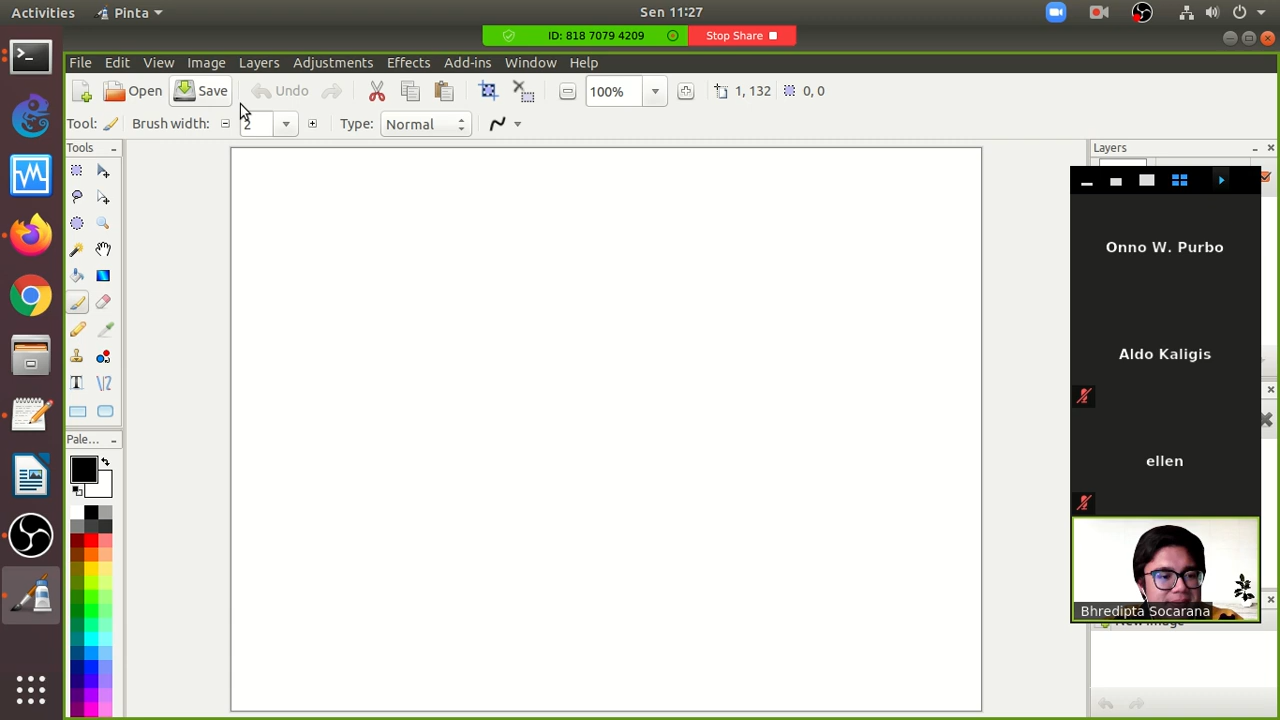 Activities Pinta Sen 11:27
ID: 818 7079 4209 Stop Share
File Edit View Image Layers Adjustments Effects Add-ins Window Help
Open Save Undo 100% 1, 132 0, 0
Tool: Brush width: 2 Type: Normal
Tools
Layers
Onno W. Purbo
Aldo Kaligis
Pale...
ellen
Bhredipta Socarana